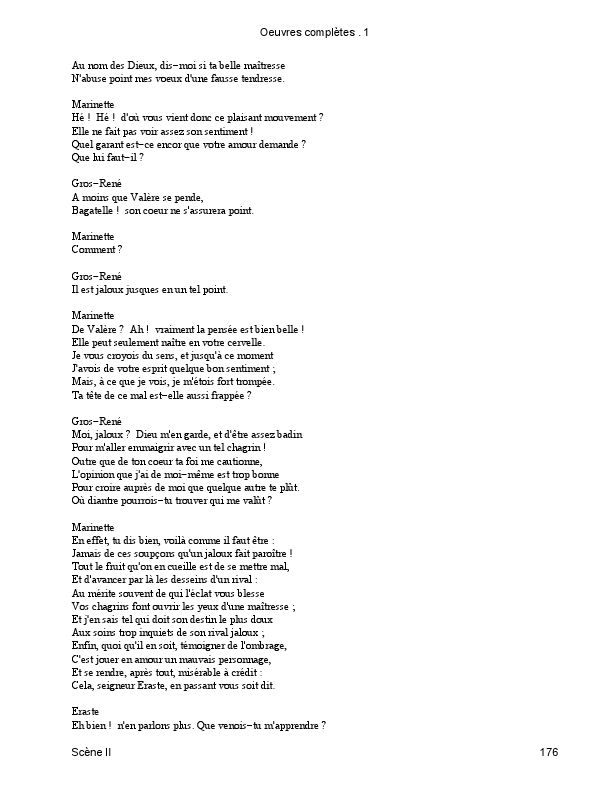 Oeuvres complètes . 1
Au nom des Dieux, dis−moi si ta belle maîtresse
N'abuse point mes voeux d'une fausse tendresse.
Marinette
Hé !  Hé !  d'où vous vient donc ce plaisant mouvement ?
Elle ne fait pas voir assez son sentiment !
Quel garant est−ce encor que votre amour demande ?
Que lui faut−il ?
Gros−René
A moins que Valère se pende,
Bagatelle !  son coeur ne s'assurera point.
Marinette
Comment ?
Gros−René
Il est jaloux jusques en un tel point.
Marinette
De Valère ?  Ah !  vraiment la pensée est bien belle !
Elle peut seulement naître en votre cervelle.
Je vous croyois du sens, et jusqu'à ce moment
J'avois de votre esprit quelque bon sentiment ;
Mais, à ce que je vois, je m'étois fort trompée.
Ta tête de ce mal est−elle aussi frappée ?
Gros−René
Moi, jaloux ?  Dieu m'en garde, et d'être assez badin
Pour m'aller emmaigrir avec un tel chagrin !
Outre que de ton coeur ta foi me cautionne,
L'opinion que j'ai de moi−même est trop bonne
Pour croire auprès de moi que quelque autre te plût.
Où diantre pourrois−tu trouver qui me valût ?
Marinette
En effet, tu dis bien, voilà comme il faut être :
Jamais de ces soupçons qu'un jaloux fait paroître !
Tout le fruit qu'on en cueille est de se mettre mal,
Et d'avancer par là les desseins d'un rival :
Au mérite souvent de qui l'éclat vous blesse
Vos chagrins font ouvrir les yeux d'une maîtresse ;
Et j'en sais tel qui doit son destin le plus doux
Aux soins trop inquiets de son rival jaloux ;
Enfin, quoi qu'il en soit, témoigner de l'ombrage,
C'est jouer en amour un mauvais personnage,
Et se rendre, après tout, misérable à crédit :
Cela, seigneur Eraste, en passant vous soit dit.
Eraste
Eh bien !  n'en parlons plus. Que venois−tu m'apprendre ?
Scène II
176